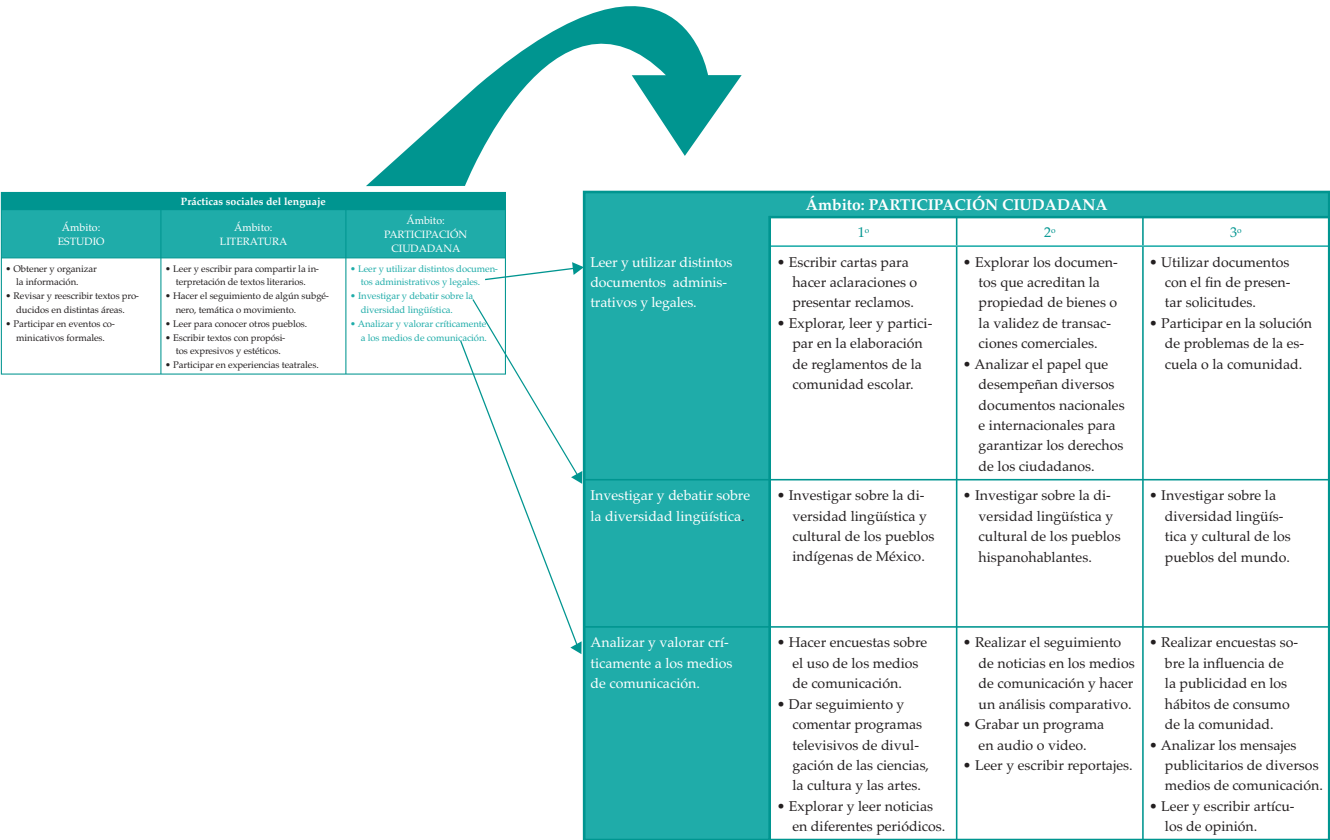 Prácticas sociales del lenguaje
Ámbito:
ESTUDIO
Ámbito:
LITERATURA
Ámbito:
PARTICIPACIÓN
CIUDADANA
• Obtener y organizar
la información.
• Revisar y reescribir textos pro-
ducidos en distintas áreas.
• Participar en eventos co-
minicativos formales.
• Leer y escribir para compartir la in-
terpretación de textos literarios.
• Hacer el seguimiento de algún subgé-
nero, temática o movimiento.
• Leer para conocer otros pueblos.
• Escribir textos con propósi-
tos expresivos y estéticos.
• Participar en experiencias teatrales.
• Leer y utilizar distintos documen-
tos administrativos y legales.
• Investigar y debatir sobre la
diversidad lingüística.
• Analizar y valorar críticamente
a los medios de comunicación.
Ámbito: PARTICIPACIÓN CIUDADANA
1º
2º
3º
Leer y utilizar distintos
documentos adminis-
trativos y legales.
• Escribir cartas para
hacer aclaraciones o
presentar reclamos.
• Explorar, leer y partici-
par en la elaboración
de reglamentos de la
comunidad escolar.
• Explorar los documen-
tos que acreditan la
propiedad de bienes o
la validez de transac-
ciones comerciales.
• Analizar el papel que
desempeñan diversos
documentos nacionales
e internacionales para
garantizar los derechos
de los ciudadanos.
• Utilizar documentos
con el fin de presen-
tar solicitudes.
• Participar en la solución
de problemas de la es-
cuela o la comunidad.
Investigar y debatir sobre
la diversidad lingüística.
• Investigar sobre la di-
versidad lingüística y
cultural de los pueblos
indígenas de México.
• Investigar sobre la di-
versidad lingüística y
cultural de los pueblos
hispanohablantes.
• Investigar sobre la
diversidad lingüís-
tica y cultural de los
pueblos del mundo.
Analizar y valorar crí-
ticamente a los medios
de comunicación.
• Hacer encuestas sobre
el uso de los medios
de comunicación.
• Dar seguimiento y
comentar programas
televisivos de divul-
gación de las ciencias,
la cultura y las artes.
• Explorar y leer noticias
en diferentes periódicos.
• Realizar el seguimiento
de noticias en los medios
de comunicación y hacer
un análisis comparativo.
• Grabar un programa
en audio o video.
• Leer y escribir reportajes.
• Realizar encuestas so-
bre la influencia de
la publicidad en los
hábitos de consumo
de la comunidad.
• Analizar los mensajes
publicitarios de diversos
medios de comunicación.
• Leer y escribir artícu-
los de opinión.